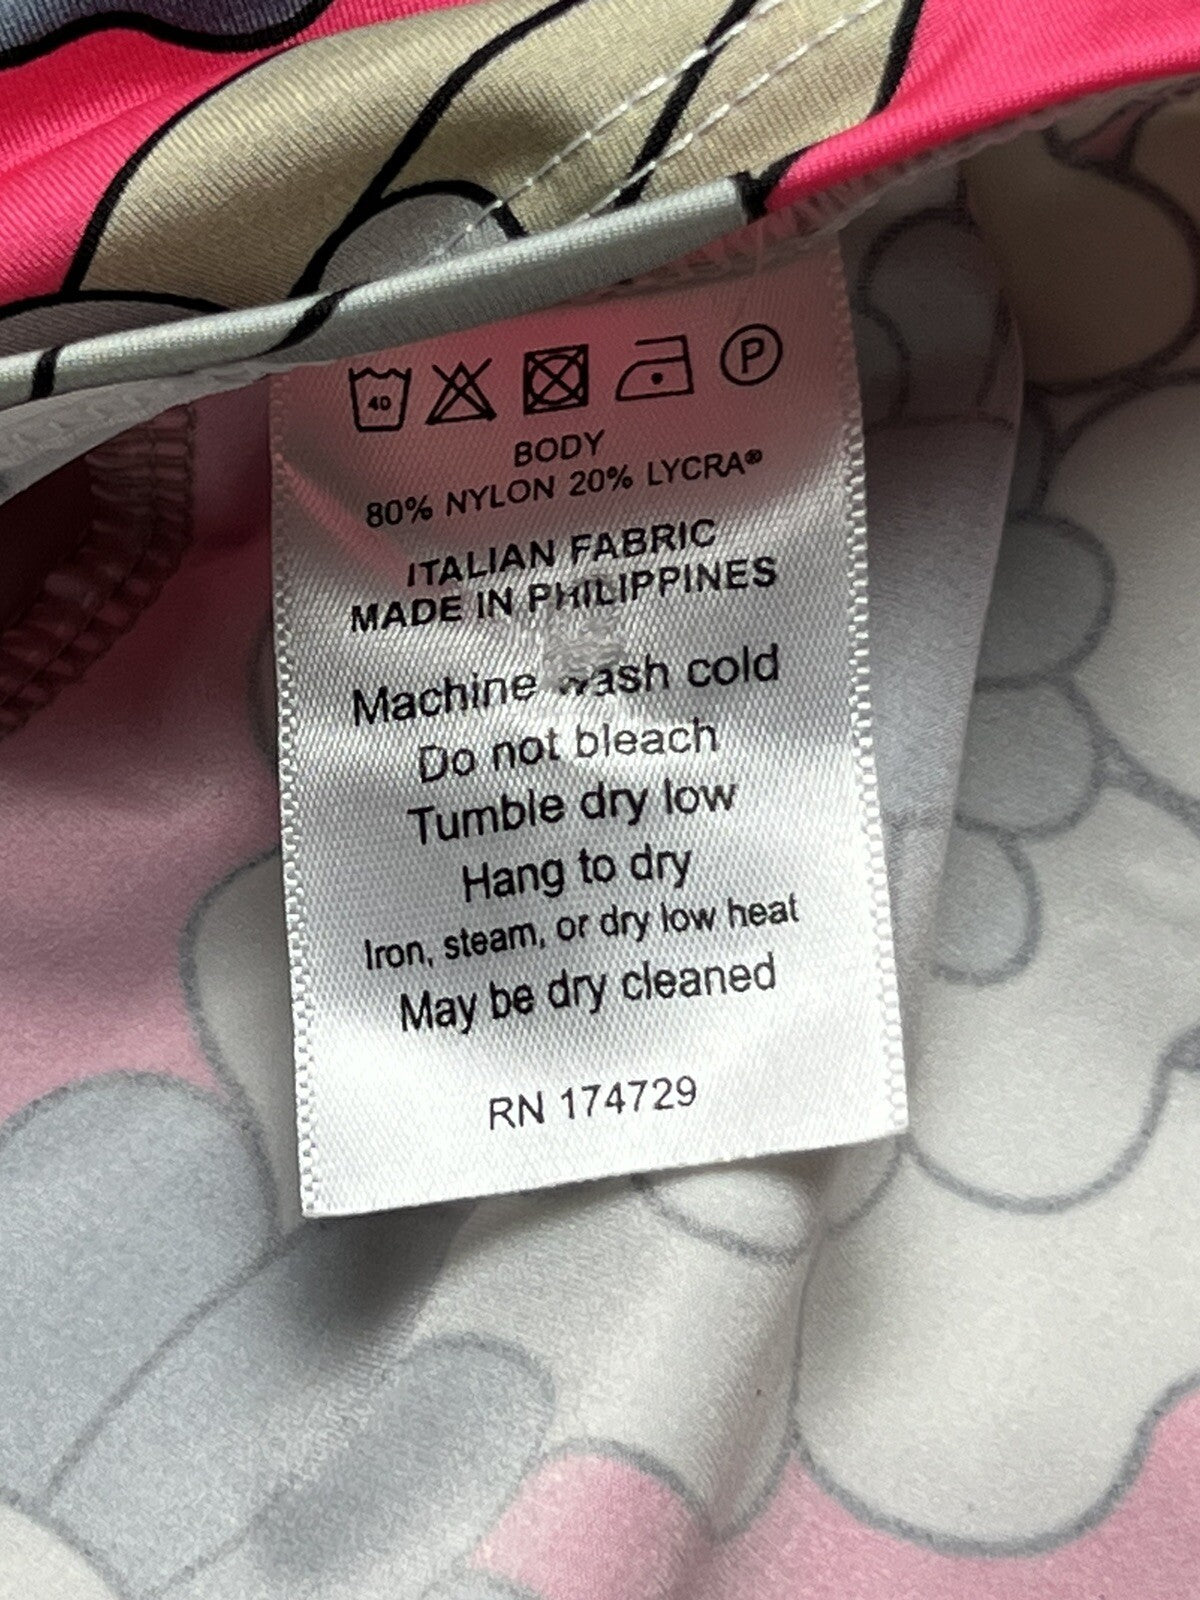 40 P
BODY
80% NYLON 20% LYCRA®
ITALIAN FABRIC
MADE IN PHILIPPINES
Machine wash cold
Do not bleach
Tumble dry low
Hang to dry
Iron, steam, or dry low heat
May be dry cleaned
RN 174729